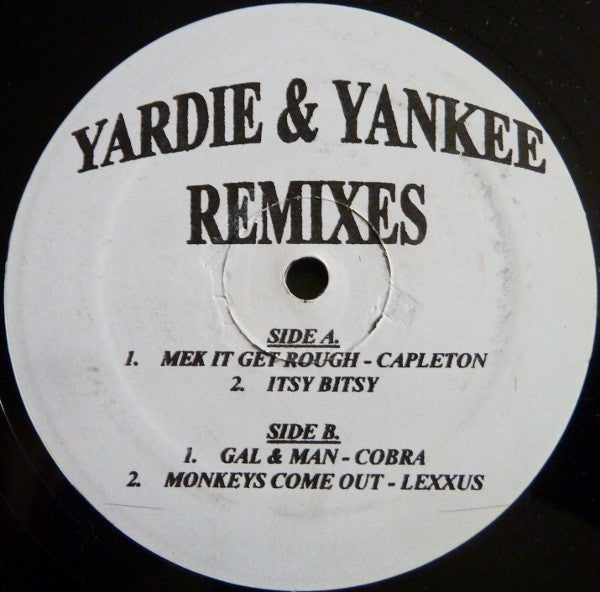 YARDIE & YANKEE
REMIXES
SIDE A.
1. MEK IT GET ROUGH - CAPLETON
2. ITSY BITSY
SIDE B.
1. GAL & MAN - COBRA
2. MONKEYS COME OUT - LEXXUS